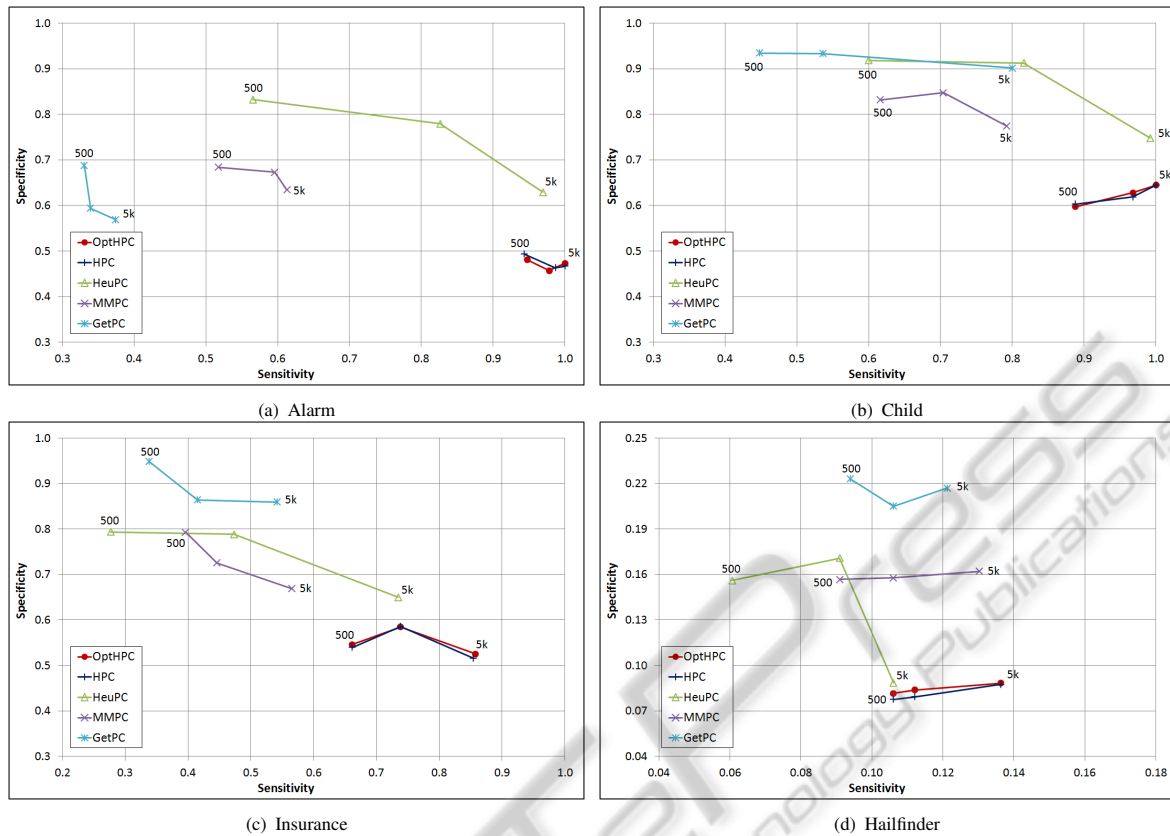 1.0
0.9
0.8
0.7
0.6
0.5
0.4
0.3
Specificity
500
500
500
5k
5k
5k
500
5k
OptHPC
HPC
HeuPC
MMPC
GetPC
0.3 0.4 0.5 0.6 0.7 0.8 0.9 1.0
Sensitivity
(a) Alarm
1.0
0.9
0.8
0.7
0.6
0.5
0.4
0.3
Specificity
500
500
5k
500
5k
5k
500
5k
OptHPC
HPC
HeuPC
MMPC
GetPC
0.3 0.4 0.5 0.6 0.7 0.8 0.9 1.0
Sensitivity
(b) Child
1.0
0.9
0.8
0.7
0.6
0.5
0.4
0.3
Specificity
500
5k
500
500
5k
5k
500
5k
OptHPC
HPC
HeuPC
MMPC
GetPC
0.2 0.3 0.4 0.5 0.6 0.7 0.8 0.9 1.0
Sensitivity
(c) Insurance
0.25
0.22
0.19
0.16
0.13
0.10
0.07
0.04
Specificity
500
5k
500
500
5k
5k
500
5k
OptHPC
HPC
HeuPC
MMPC
GetPC
0.04 0.06 0.08 0.10 0.12 0.14 0.16 0.18
Sensitivity
(d) Hailfinder
Press
Technology Publications